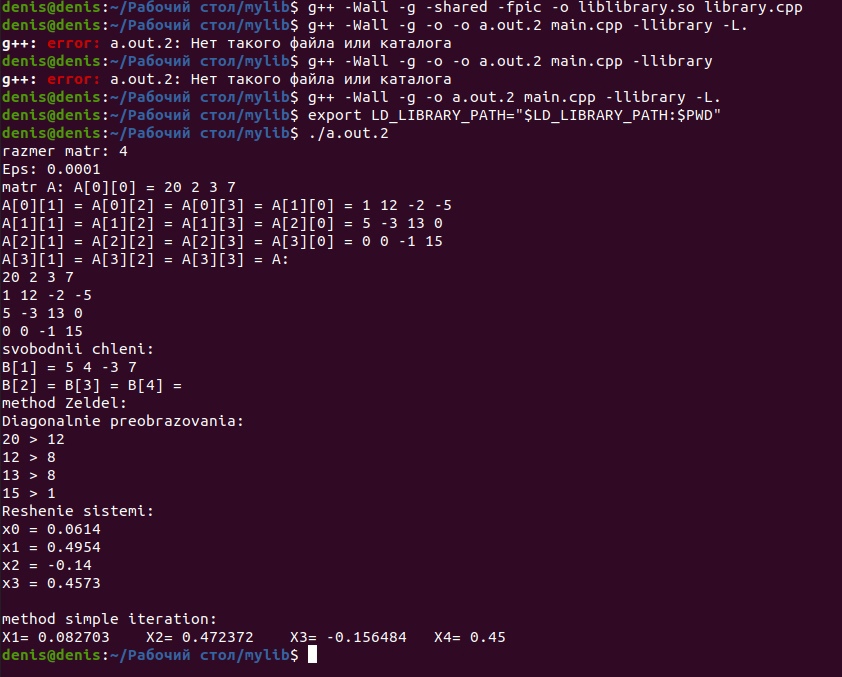 denis@denis:~/Рабочий стол/mylib$ g++ -Wall -g -shared -fpic -o liblibrary.so library.cpp
denis@denis:~/Рабочий стол/mylib$ g++ -Wall -g -o -o a.out.2 main.cpp -llibrary -L.
g++: error: a.out.2: Нет такого файла или каталога
denis@denis:~/Рабочий стол/mylib$ g++ -Wall -g -o -o a.out.2 main.cpp -llibrary
g++: error: a.out.2: Нет такого файла или каталога
denis@denis:~/Рабочий стол/mylib$ g++ -Wall -g -o a.out.2 main.cpp -llibrary -L.
denis@denis:~/Рабочий стол/mylib$ export LD_LIBRARY_PATH="$LD_LIBRARY_PATH:$PWD"
denis@denis:~/Рабочий стол/mylib$ ./a.out.2
razmer matr: 4
Eps: 0.0001
matr A: A[0][0] = 20 2 3 7
A[0][1] = A[0][2] = A[0][3] = A[1][0] = 1 12 -2 -5
A[1][1] = A[1][2] = A[1][3] = A[2][0] = 5 -3 13 0
A[2][1] = A[2][2] = A[2][3] = A[3][0] = 0 0 -1 15
A[3][1] = A[3][2] = A[3][3] = A:
20 2 3 7
1 12 -2 -5
5 -3 13 0
0 0 -1 15
svobodnii chleni:
B[1] = 5 4 -3 7
B[2] = B[3] = B[4] =
method Zeldel:
Diagonalnie preobrazovania:
20 > 12
12 > 8
13 > 8
15 > 1
Reshenie sistemi:
x0 = 0.0614
x1 = 0.4954
x2 = -0.14
x3 = 0.4573
method simple iteration:
X1= 0.082703    X2= 0.472372    X3= -0.156484   X4= 0.45
denis@denis:~/Рабочий стол/mylib$